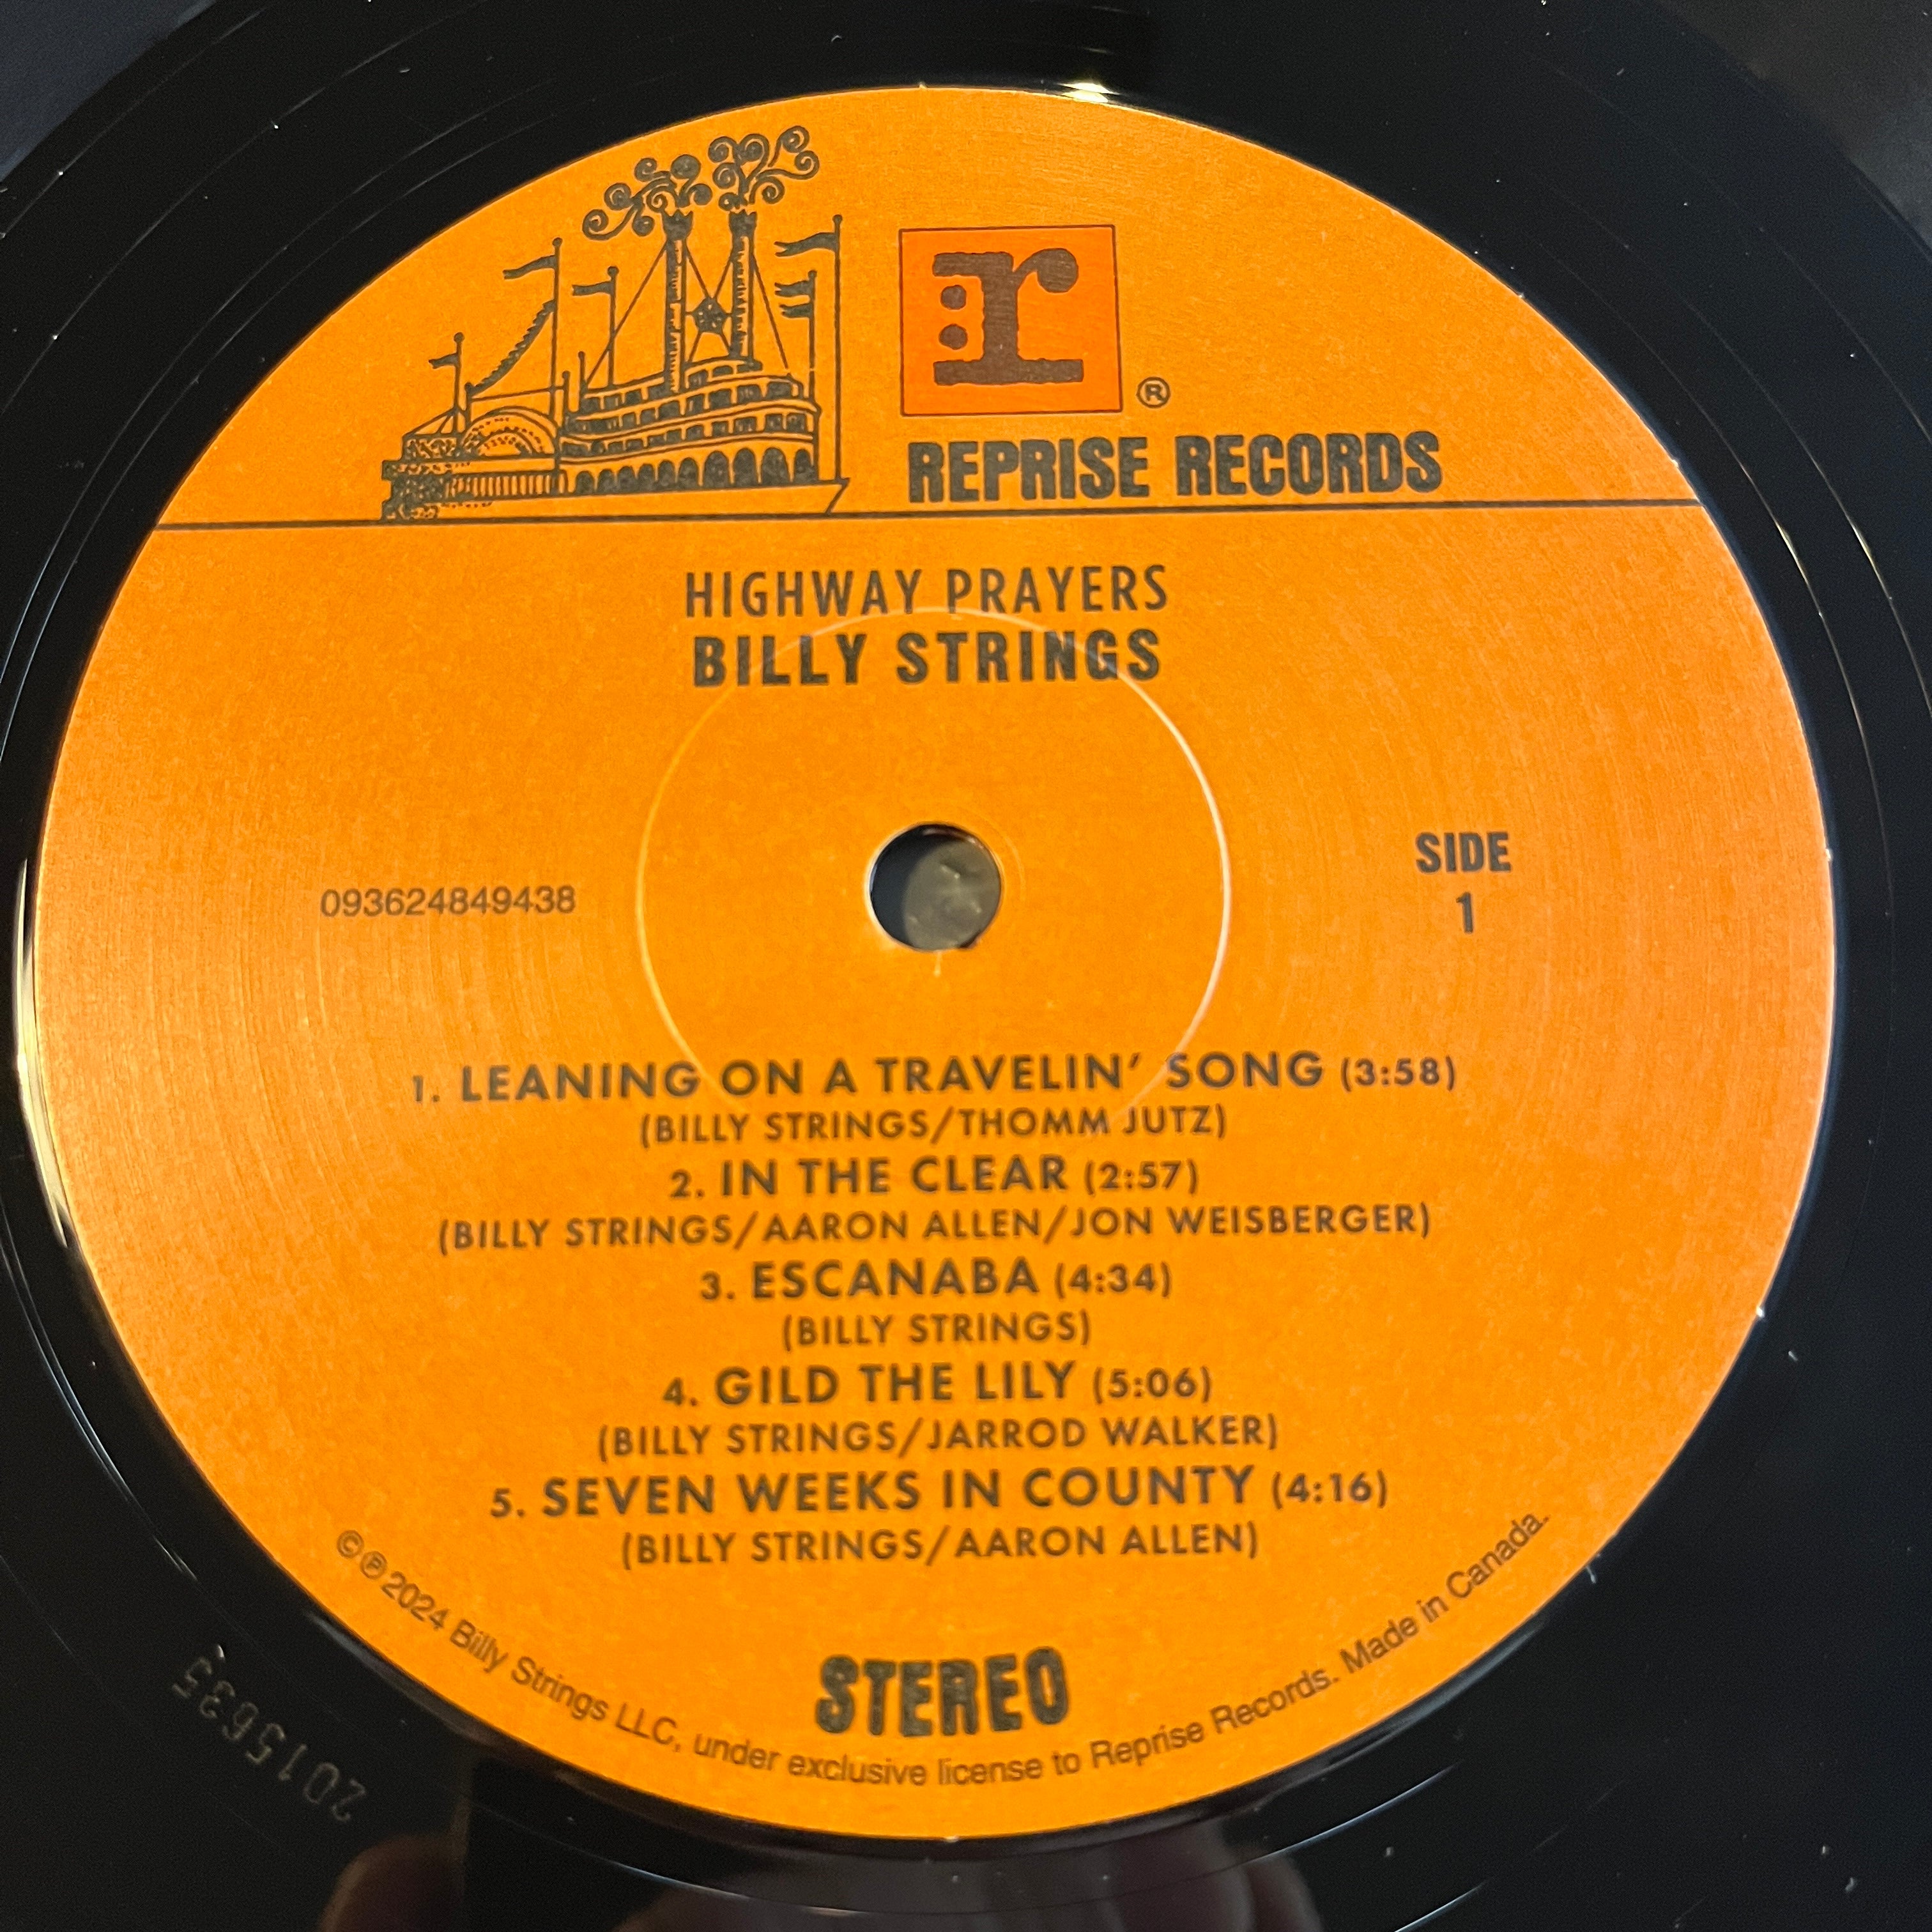 r
®
REPRISE RECORDS
HIGHWAY PRAYERS
BILLY STRINGS
093624849438
SIDE
1
1. LEANING ON A TRAVELIN’ SONG (3:58)
(BILLY STRINGS/THOMM JUTZ)
2. IN THE CLEAR (2:57)
(BILLY STRINGS/AARON ALLEN/JON WEISBERGER)
3. ESCANABA (4:34)
(BILLY STRINGS)
4. GILD THE LILY (5:06)
(BILLY STRINGS/JARROD WALKER)
5. SEVEN WEEKS IN COUNTY (4:16)
(BILLY STRINGS/AARON ALLEN)
STEREO
©℗2024 Billy Strings LLC, under exclusive license to Reprise Records. Made in Canada.